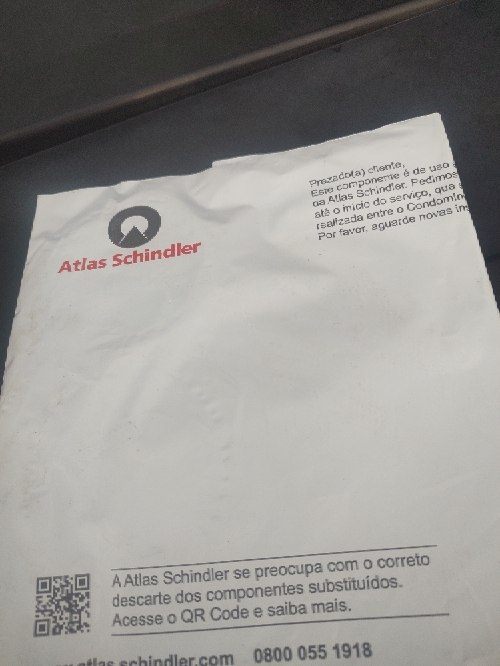 Prezado(a) cliente,
Este componente é de uso
da Atlas Schindler. Pedimos
até o início do serviço, que
realizada entre o Condomín
Por favor, aguarde novas in
Atlas Schindler
A Atlas Schindler se preocupa com o correto
descarte dos componentes substituídos.
Acesse o QR Code e saiba mais.
atlas.schindler.com 0800 055 1918